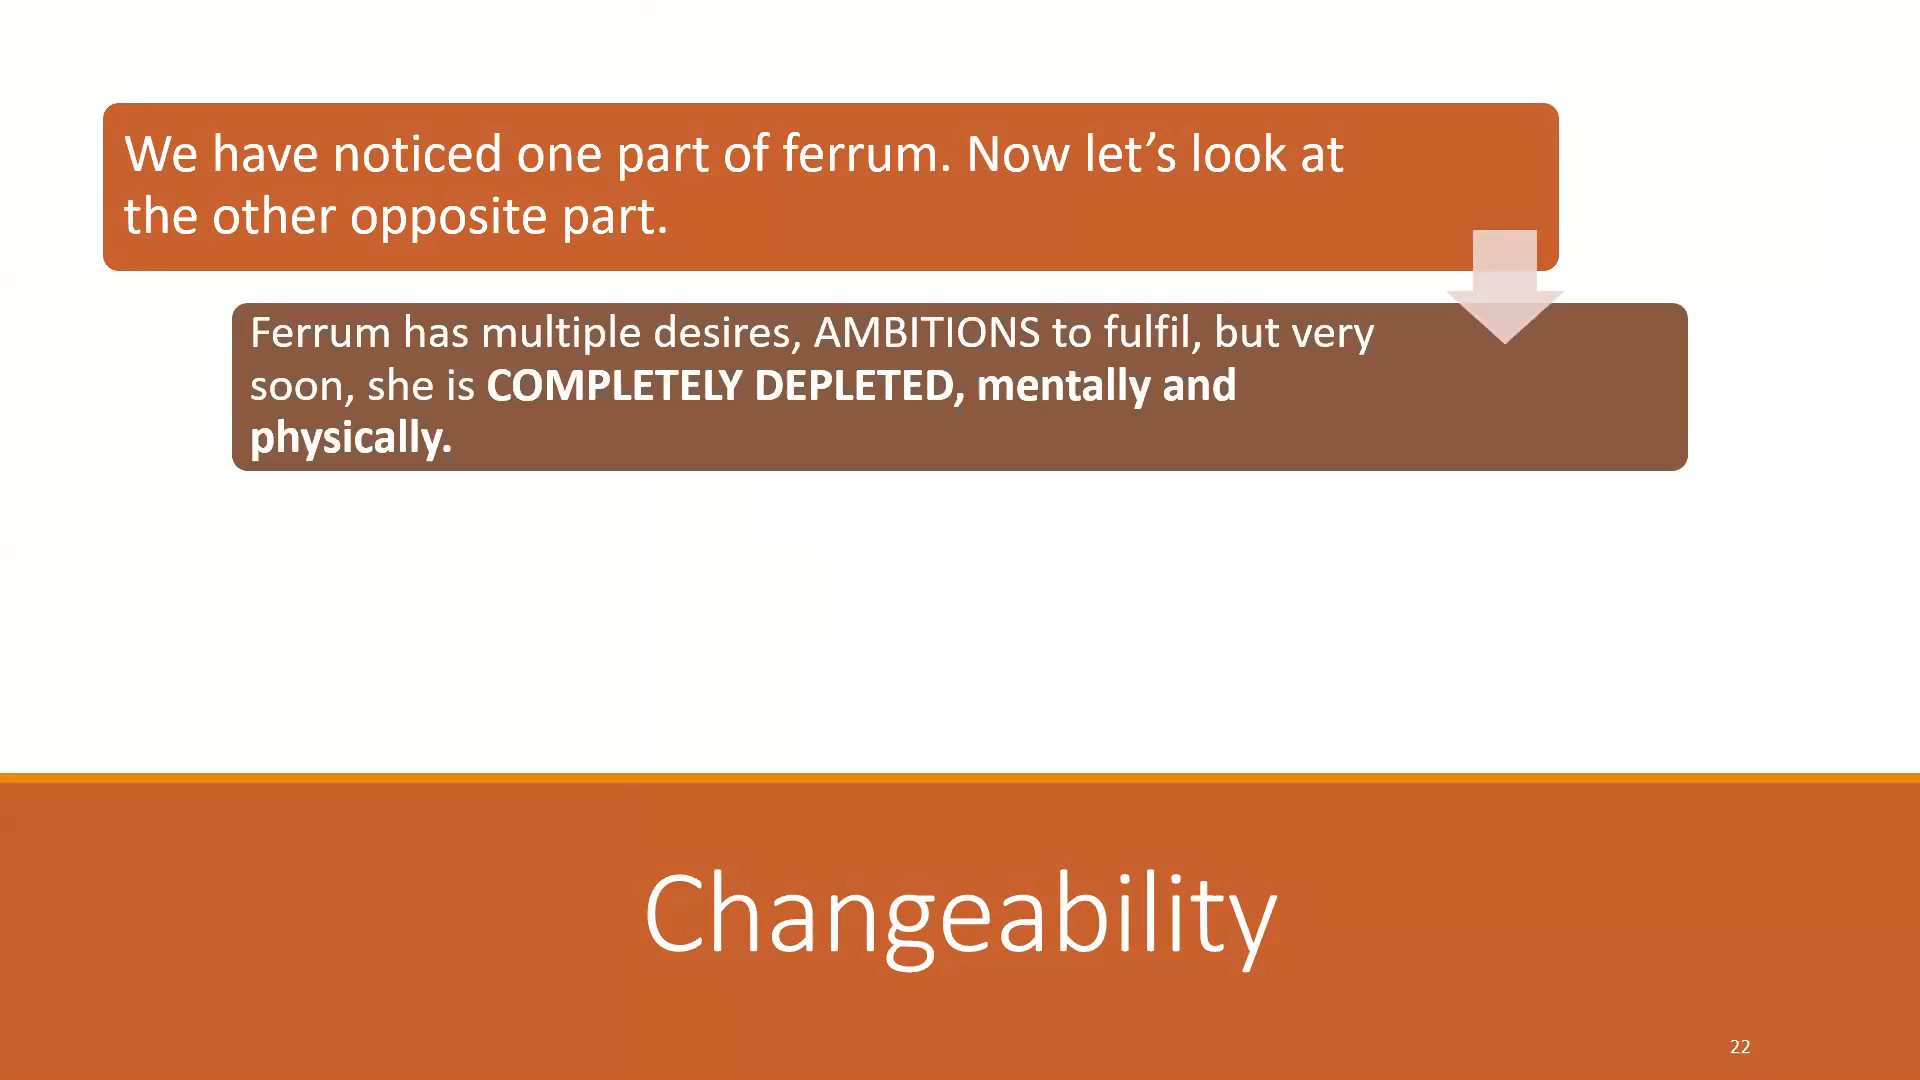 We have noticed one part of ferrum. Now let’s look at
the other opposite part.
Ferrum has multiple desires, AMBITIONS to fulfil, but very
soon, she is COMPLETELY DEPLETED, mentally and
physically.
Changeability
22